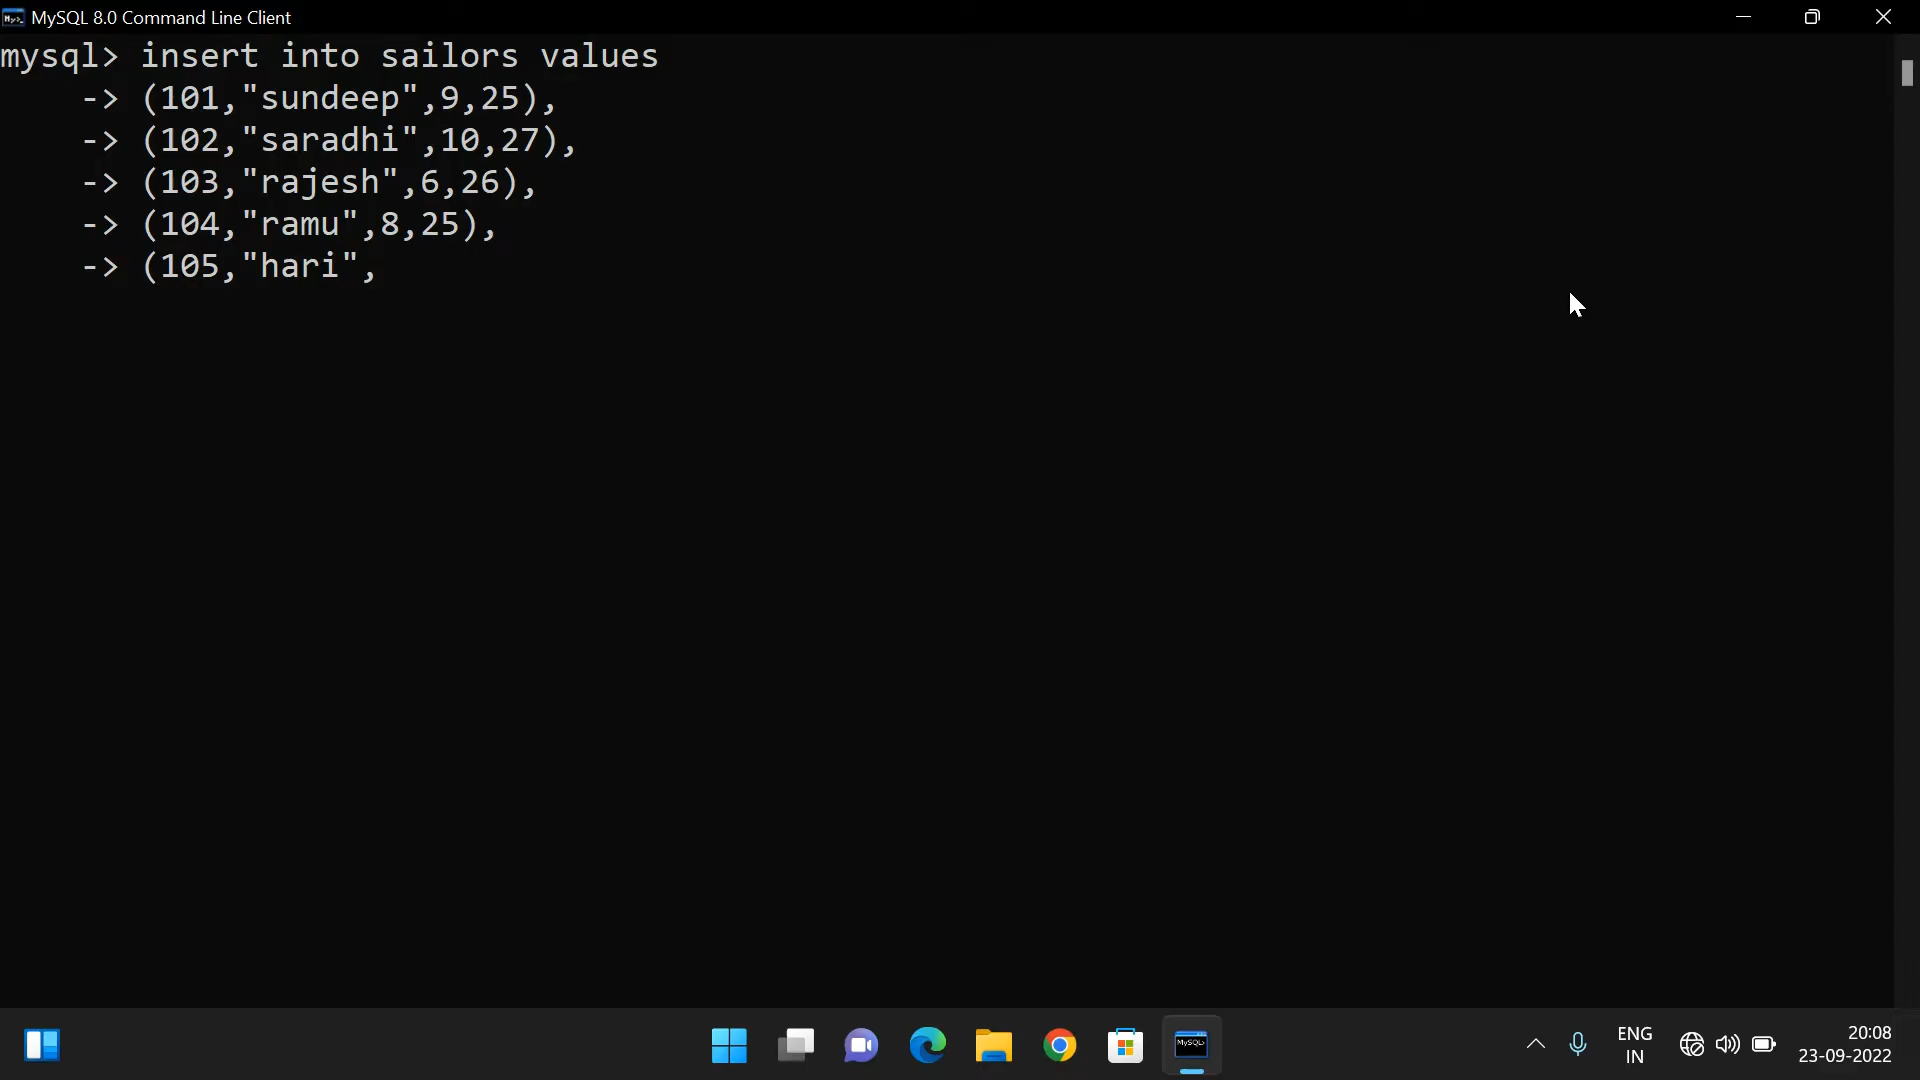 MySQL 8.0 Command Line Client
mysql> insert into sailors values
    -> (101,"sundeep",9,25),
    -> (102,"saradhi",10,27),
    -> (103,"rajesh",6,26),
    -> (104,"ramu",8,25),
    -> (105,"hari",
MySQL>
ENG
IN
20:08
23-09-2022